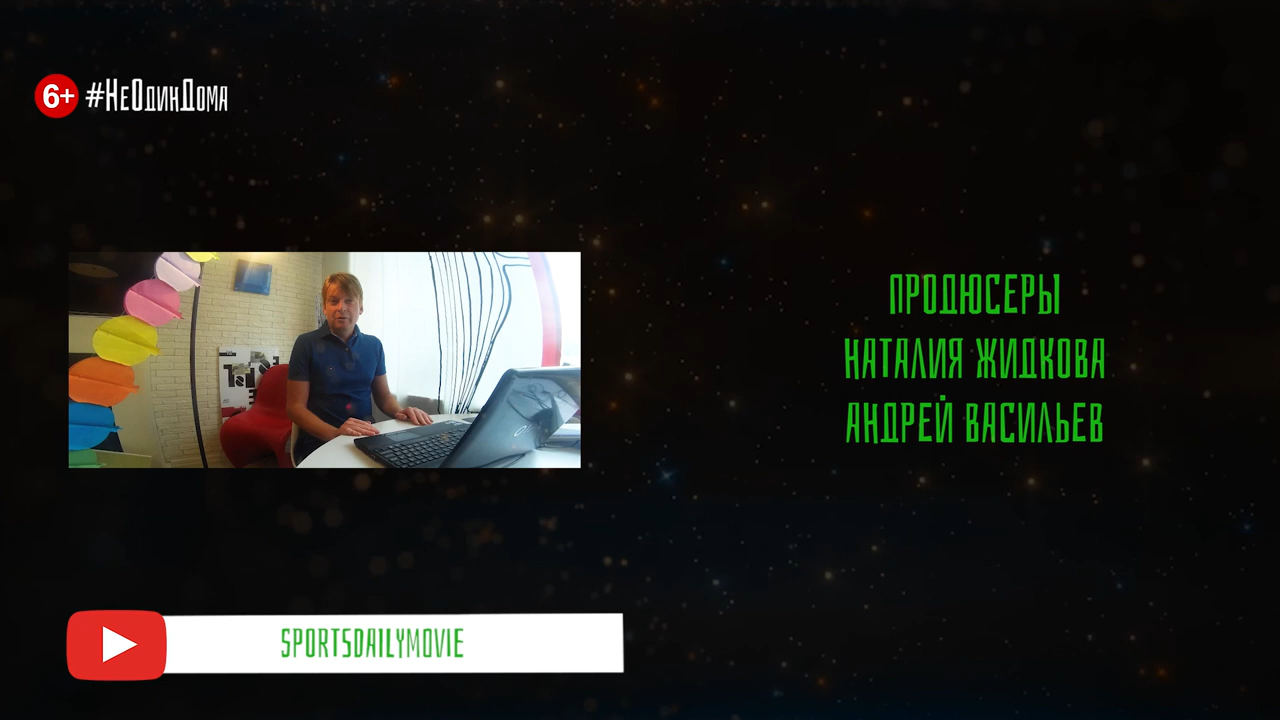 6+ #НеОдинДома
ПРОДЮСЕРЫ
НАТАЛИЯ ЖИДКОВА
АНДРЕЙ ВАСИЛЬЕВ
SPORTSDAILYMOVIE